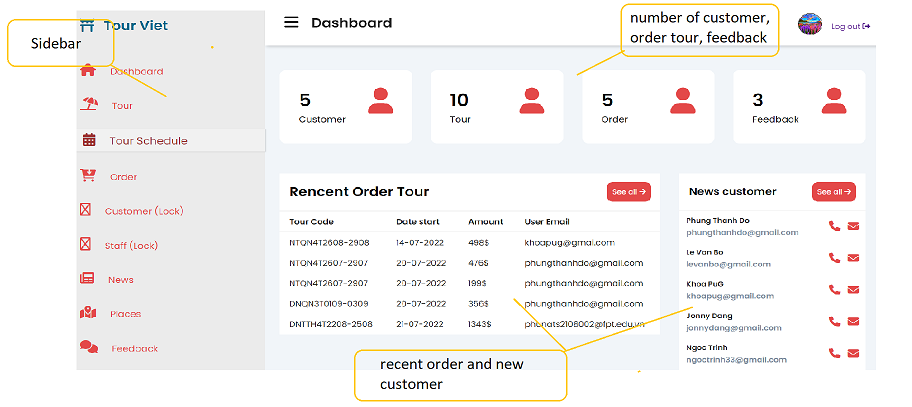 Tour Viet
Sidebar
Dashboard
Tour
Tour Schedule
Order
Customer (Lock)
Staff (Lock)
News
Places
Feedback
Dashboard
number of customer,
order tour, feedback
Log out
5
Customer
10
Tour
5
Order
3
Feedback
Rencent Order Tour
See all →
Tour Code Date start Amount User Email
NTQN4T2608-2908 14-07-2022 498$ khoapug@gmail.com
NTQN4T2607-2907 20-07-2022 476$ phungthanhdo@gmail.com
NTQN4T2607-2907 20-07-2022 199$ phungthanhdo@gmail.com
DNQN3T0109-0309 20-07-2022 356$ phungthanhdo@gmail.com
DNTTH4T2208-2508 21-07-2022 1343$ phunats2106002@fpt.edu.vn
News customer
See all →
Phung Thanh Do
phungthanhdo@gmail.com
Le Van Bo
levanbo@gmail.com
Khoa PuG
khoapug@gmail.com
Jonny Dang
jonnydang@gmail.com
Ngoc Trinh
ngoctrinh33@gmail.com
recent order and new
customer